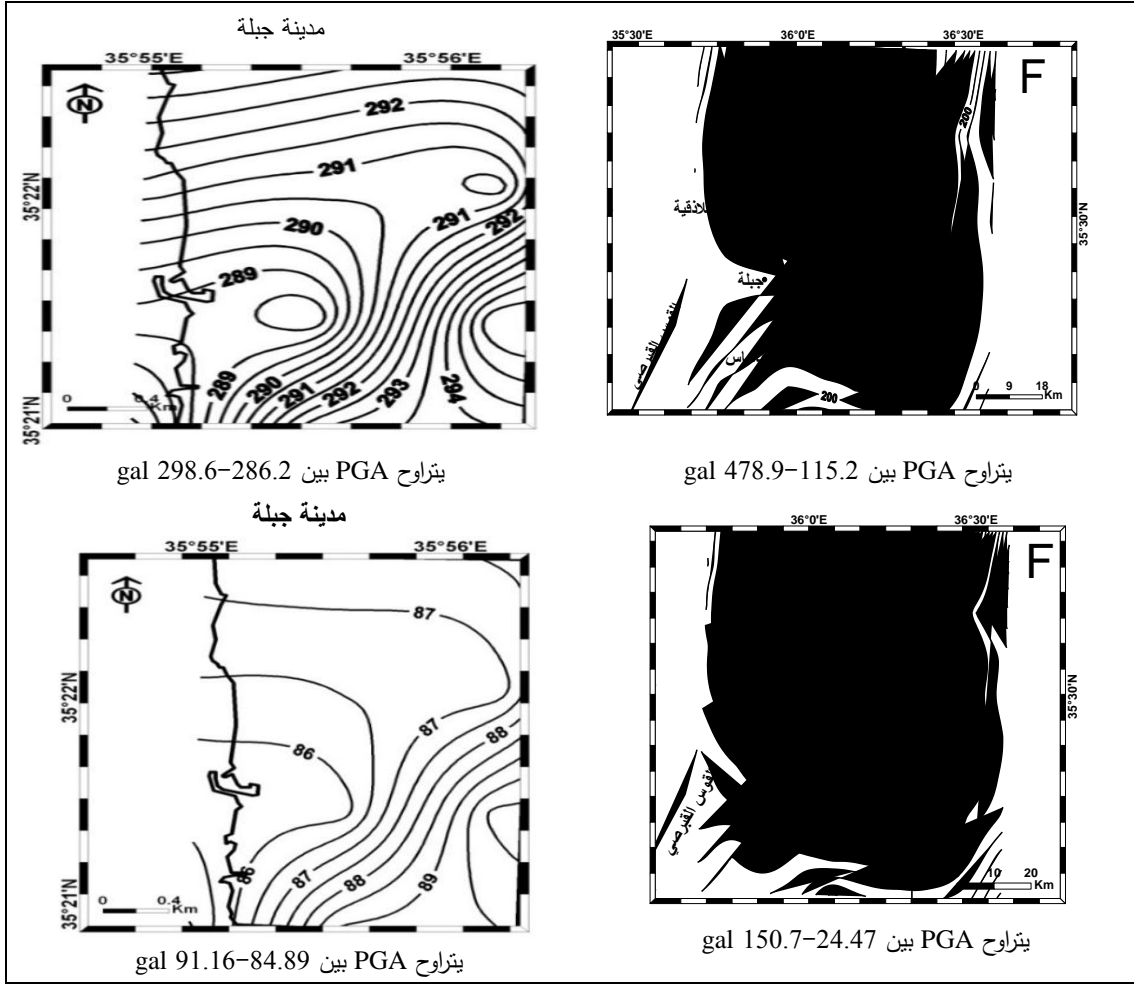 مدينة جبلة
35°55'E
35°56'E
N
292
291
290
289
291
292
289
290
291
292
293
294
35°22'N
35°21'N
0 0.4 Km
يتراوح PGA بين 286.2-298.6 gal
35°30'E
36°0'E
36°30'E
F
200
جبلة
200
35°30'N
0 9 18
Km
يتراوح PGA بين 115.2-478.9 gal
مدينة جبلة
35°55'E
35°56'E
N
87
86
87
88
86
87
88
89
35°22'N
35°21'N
0 0.4
Km
يتراوح PGA بين 84.89-91.16 gal
36°0'E
36°30'E
F
القوس القبرصي
35°30'N
10 20
Km
يتراوح PGA بين 24.47-150.7 gal